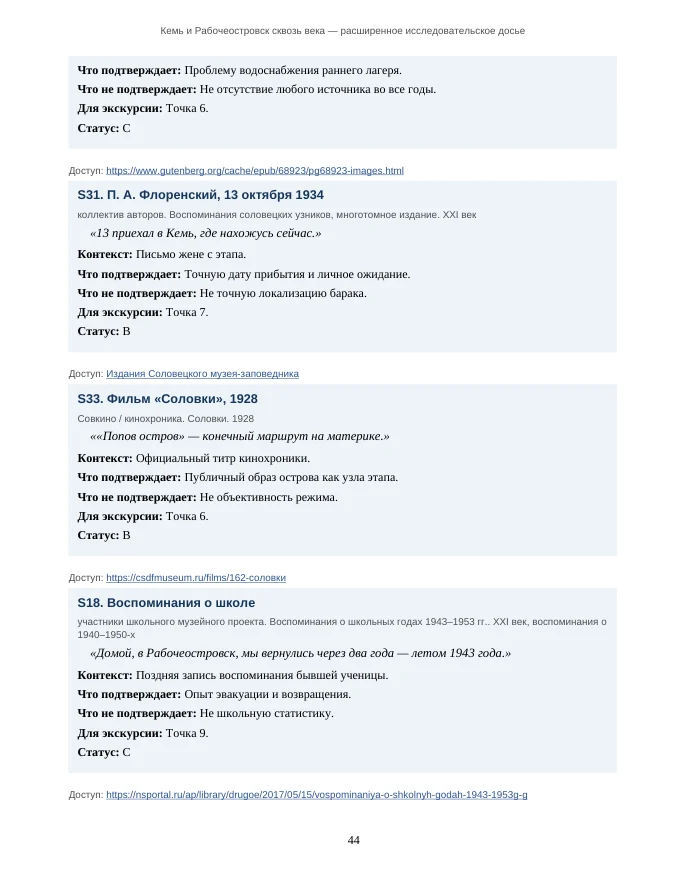 Кемь и Рабочеостровск сквозь века — расширенное исследовательское досье
Что подтверждает: Проблему водоснабжения раннего лагеря.
Что не подтверждает: Не отсутствие любого источника во все годы.
Для экскурсии: Точка 6.
Статус: C
Доступ: https://www.gutenberg.org/cache/epub/68923/pg68923-images.html
S31. П. А. Флоренский, 13 октября 1934
коллектив авторов. Воспоминания соловецких узников, многотомное издание. XXI век
«13 приехал в Кемь, где нахожусь сейчас.»
Контекст: Письмо жене с этапа.
Что подтверждает: Точную дату прибытия и личное ожидание.
Что не подтверждает: Не точную локализацию барака.
Для экскурсии: Точка 7.
Статус: B
Доступ: Издания Соловецкого музея-заповедника
S33. Фильм «Соловки», 1928
Совкино / кинохроника. Соловки. 1928
««Попов остров» — конечный маршрут на материке.»
Контекст: Официальный титр кинохроники.
Что подтверждает: Публичный образ острова как узла этапа.
Что не подтверждает: Не объективность режима.
Для экскурсии: Точка 6.
Статус: B
Доступ: https://csdfmuseum.ru/films/162-соловки
S18. Воспоминания о школе
участники школьного музейного проекта. Воспоминания о школьных годах 1943–1953 гг.. XXI век, воспоминания о
1940–1950-х
«Домой, в Рабочеостровск, мы вернулись через два года — летом 1943 года.»
Контекст: Поздняя запись воспоминания бывшей ученицы.
Что подтверждает: Опыт эвакуации и возвращения.
Что не подтверждает: Не школьную статистику.
Для экскурсии: Точка 9.
Статус: C
Доступ: https://nsportal.ru/ap/library/drugoe/2017/05/15/vospominaniya-o-shkolnyh-godah-1943-1953g-g
44